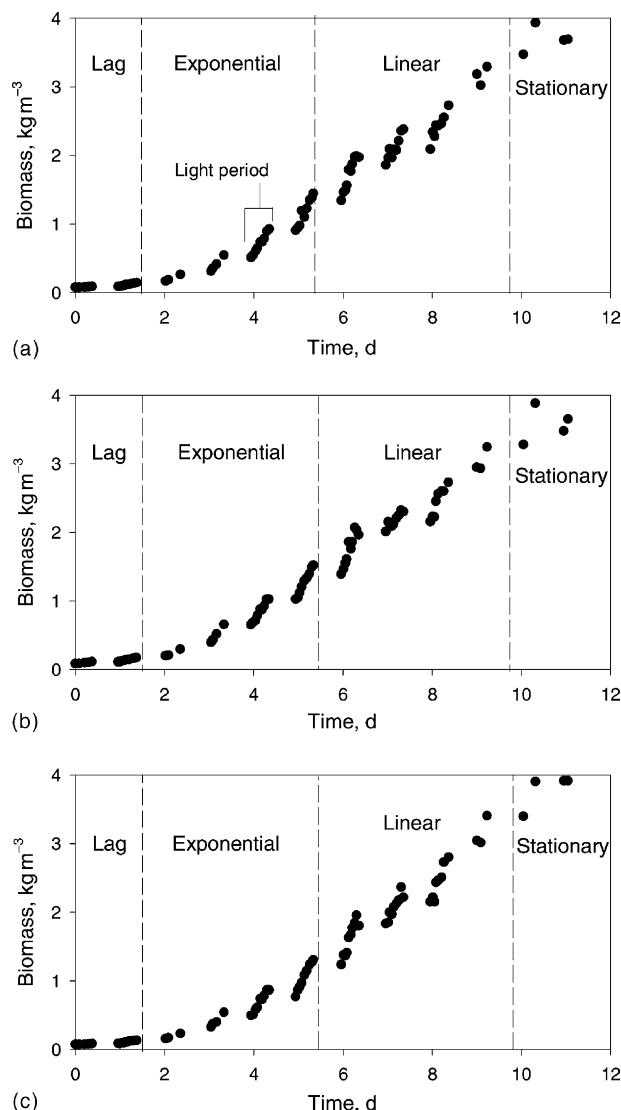 4
Lag Exponential Linear
Stationary
3
Light period
2
1
0
Biomass, kg m⁻³
0 2 4 6 8 10 12
(a) Time, d
4
Lag Exponential Linear
Stationary
3
2
1
0
Biomass, kg m⁻³
0 2 4 6 8 10 12
(b) Time, d
4
Linear
Lag Exponential Stationary
3
2
1
0
Biomass, kg m⁻³
0 2 4 6 8 10 12
(c) Time, d